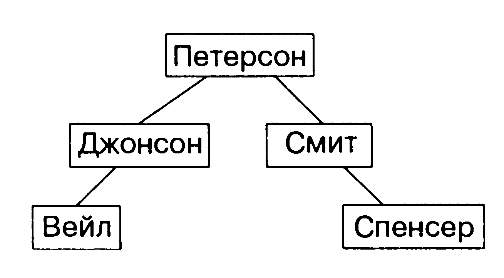 Петерсон
Джонсон
Смит
Вейл
Спенсер